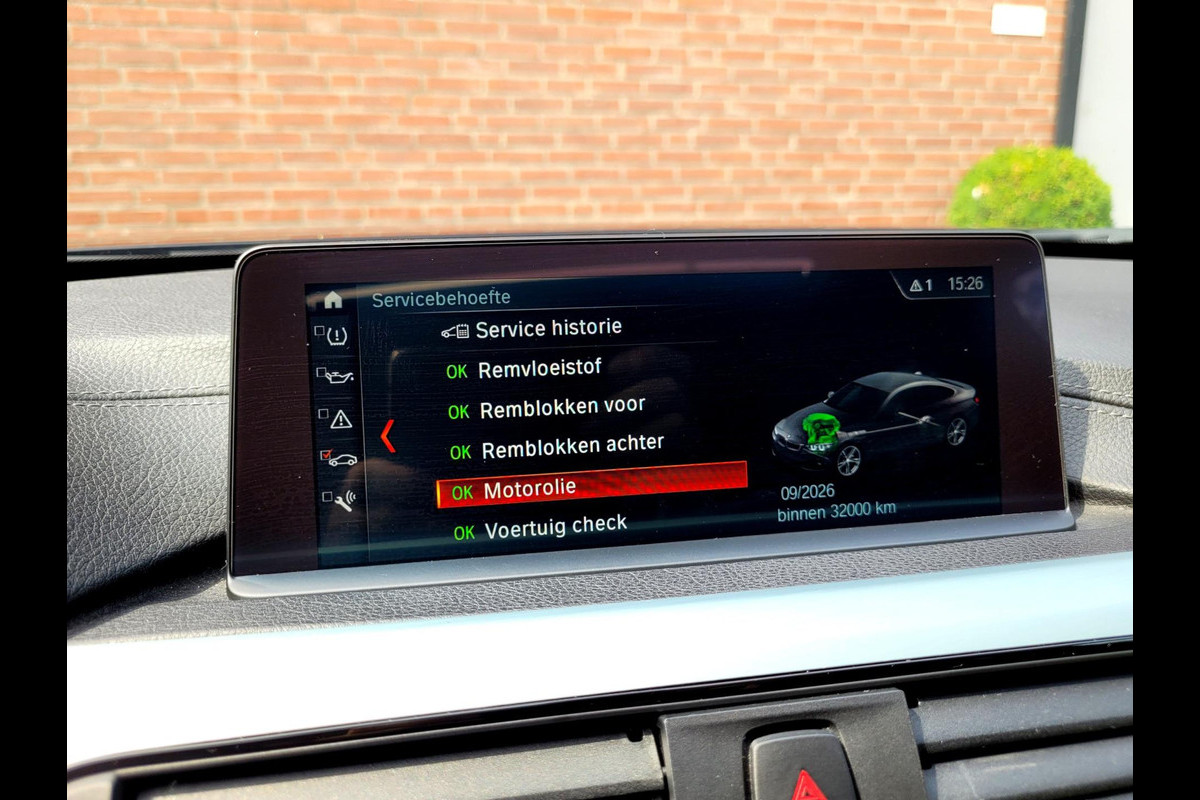 Servicebehoefte
1 15:26
Service historie
OK Remvloeistof
OK Remblokken voor
OK Remblokken achter
OK Motorolie
OK Voertuig check
09/2026
binnen 32000 km